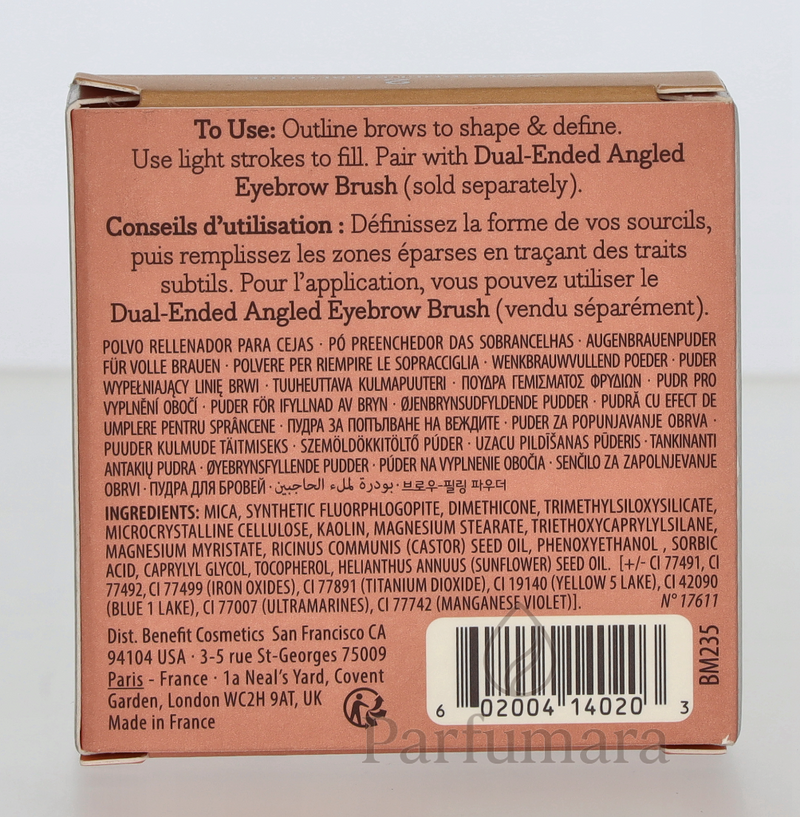 To Use: Outline brows to shape & define.
Use light strokes to fill. Pair with Dual-Ended Angled
Eyebrow Brush (sold separately).
Conseils d'utilisation : Définissez la forme de vos sourcils,
puis remplissez les zones éparses en traçant des traits
subtils. Pour l'application, vous pouvez utiliser le
Dual-Ended Angled Eyebrow Brush (vendu séparément).
POLVO RELLENADOR PARA CEJAS · PÓ PREENCHEDOR DAS SOBRANCELHAS · AUGENBRAUENPUDER
FÜR VOLLE BRAUEN · POLVERE PER RIEMPIRE LE SOPRACCIGLIA · WENKBRAUWVULLEND POEDER · PUDER
WYPEŁNIAJĄCY LINIĘ BRWI · TUUHEUTTAVA KULMAPUUTERI · ΠΟΥΔΡΑ ΓΕΜΙΣΜΑΤΟΣ ΦΡΥΔΙΩΝ · PUDR PRO
VYPLNĚNÍ OBOČÍ · PUDER FÖR IFYLLNAD AV BRYN · ØJENBRYNSUDFYLDENDE PUDDER · PUDRĂ CU EFECT DE
UMPLERE PENTRU SPRÂNCENE · ПУДРА ЗА ПОПЪЛВАНЕ НА ВЕЖДИТЕ · PUDER ZA POPUNJAVANJE OBRVA ·
PUUDER KULMUDE TÄITMISEKS · SZEMÖLDÖKKITÖLTŐ PÚDER · UZACU PILDĪŠANAS PŪDERIS · TANKINANTI
ANTAKIŲ PUDRA · ØYEBRYNSFYLLENDE PUDDER · PÚDER NA VYPLNENIE OBOČIA · SENČILO ZA ZAPOLNJEVANJE
OBRVI · ПУДРА ДЛЯ БРОВЕЙ · بودرة لملء الحاجبين · 브로우-필링 파우더
INGREDIENTS: MICA, SYNTHETIC FLUORPHLOGOPITE, DIMETHICONE, TRIMETHYLSILOXYSILICATE,
MICROCRYSTALLINE CELLULOSE, KAOLIN, MAGNESIUM STEARATE, TRIETHOXYCAPRYLYLSILANE,
MAGNESIUM MYRISTATE, RICINUS COMMUNIS (CASTOR) SEED OIL, PHENOXYETHANOL , SORBIC
ACID, CAPRYLYL GLYCOL, TOCOPHEROL, HELIANTHUS ANNUUS (SUNFLOWER) SEED OIL. [+/- CI 77491, CI
77492, CI 77499 (IRON OXIDES), CI 77891 (TITANIUM DIOXIDE), CI 19140 (YELLOW 5 LAKE), CI 42090
(BLUE 1 LAKE), CI 77007 (ULTRAMARINES), CI 77742 (MANGANESE VIOLET)]. N° 17611
Dist. Benefit Cosmetics San Francisco CA
94104 USA · 3-5 rue St-Georges 75009
Paris - France · 1a Neal's Yard, Covent
Garden, London WC2H 9AT, UK
Made in France
6 02004 14020 3
BM235
Parfumara